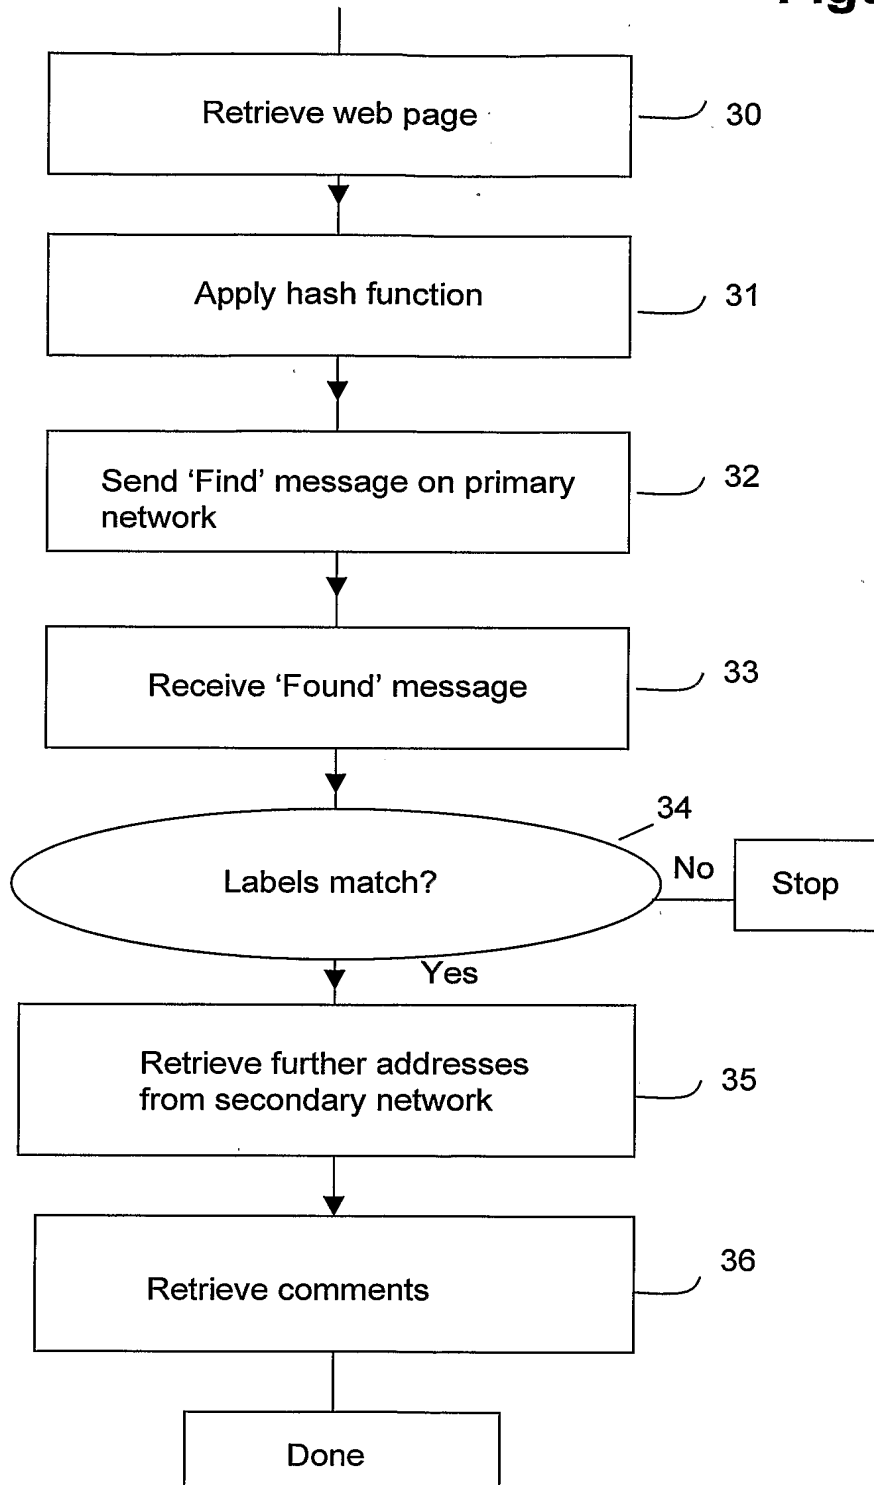 Retrieve web page
30
Apply hash function
31
Send ‘Find’ message on primary
network
32
Receive ‘Found’ message
33
34
Labels match?
No
Stop
Yes
Retrieve further addresses
from secondary network
35
Retrieve comments
36
Done